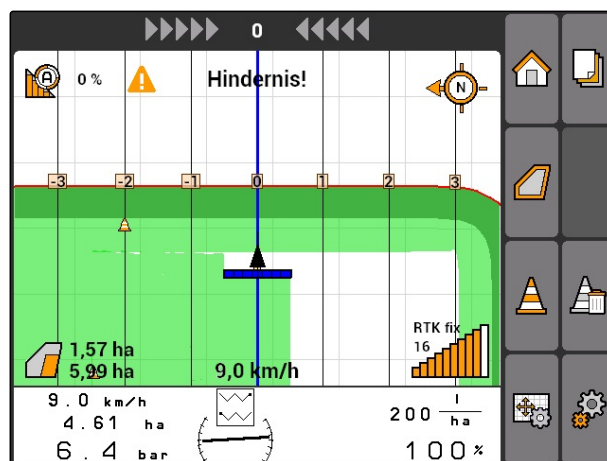 0
A 0 % Hindernis! N
-3 -2 -1 0 1 2 3
RTK fix
16
1,57 ha
5,99 ha 9,0 km/h
9.0 km/h
4.61 ha
200 l/ha
6.4 bar 100%